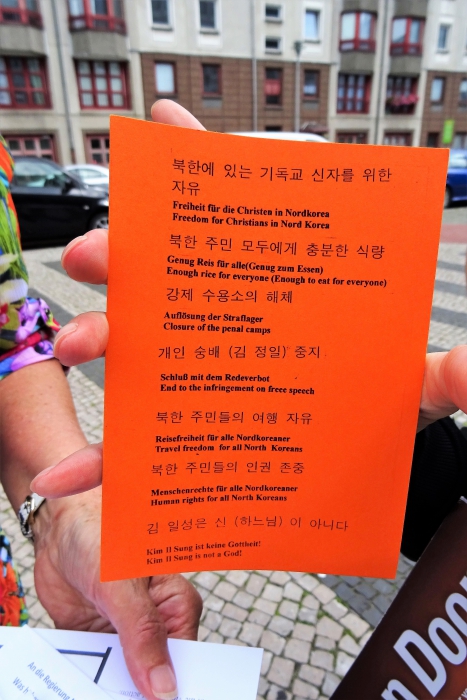 북한에 있는 기독교 신자를 위한
자유
Freiheit für die Christen in Nordkorea
Freedom for Christians in Nord Korea
북한 주민 모두에게 충분한 식량
Genug Reis für alle(Genug zum Essen)
Enough rice for everyone (Enough to eat for everyone)
강제 수용소의 해체
Auflösung der Straflager
Closure of the penal camps
개인 숭배 (김 정일) 중지
Schluß mit dem Redeverbot
End to the infringement on freee speech
북한 주민들의 여행 자유
Reisefreiheit für alle Nordkoreaner
Travel freedom for all North Koreans
북한 주민들의 인권 존중
Menschenrechte für alle Nordkoreaner
Human rights for all North Koreans
김 일성은 신 (하느님) 이 아니다
Kim Il Sung ist keine Gottheit!
Kim Il Sung is not a God!
An die Regierung